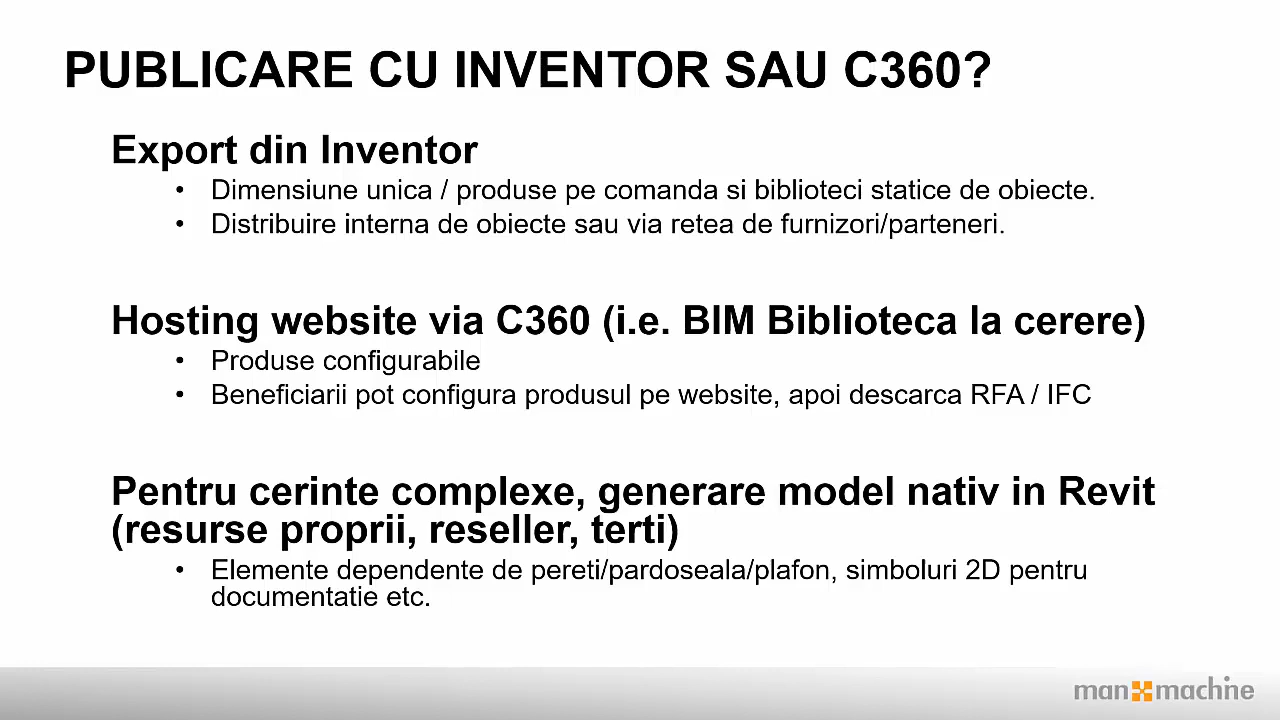 PUBLICARE CU INVENTOR SAU C360?
Export din Inventor
• Dimensiune unica / produse pe comanda si biblioteci statice de obiecte.
• Distribuire interna de obiecte sau via retea de furnizori/parteneri.
Hosting website via C360 (i.e. BIM Biblioteca la cerere)
• Produse configurabile
• Beneficiarii pot configura produsul pe website, apoi descarca RFA / IFC
Pentru cerinte complexe, generare model nativ in Revit
(resurse proprii, reseller, terti)
• Elemente dependente de pereti/pardoseala/plafon, simboluri 2D pentru
documentatie etc.
man machine